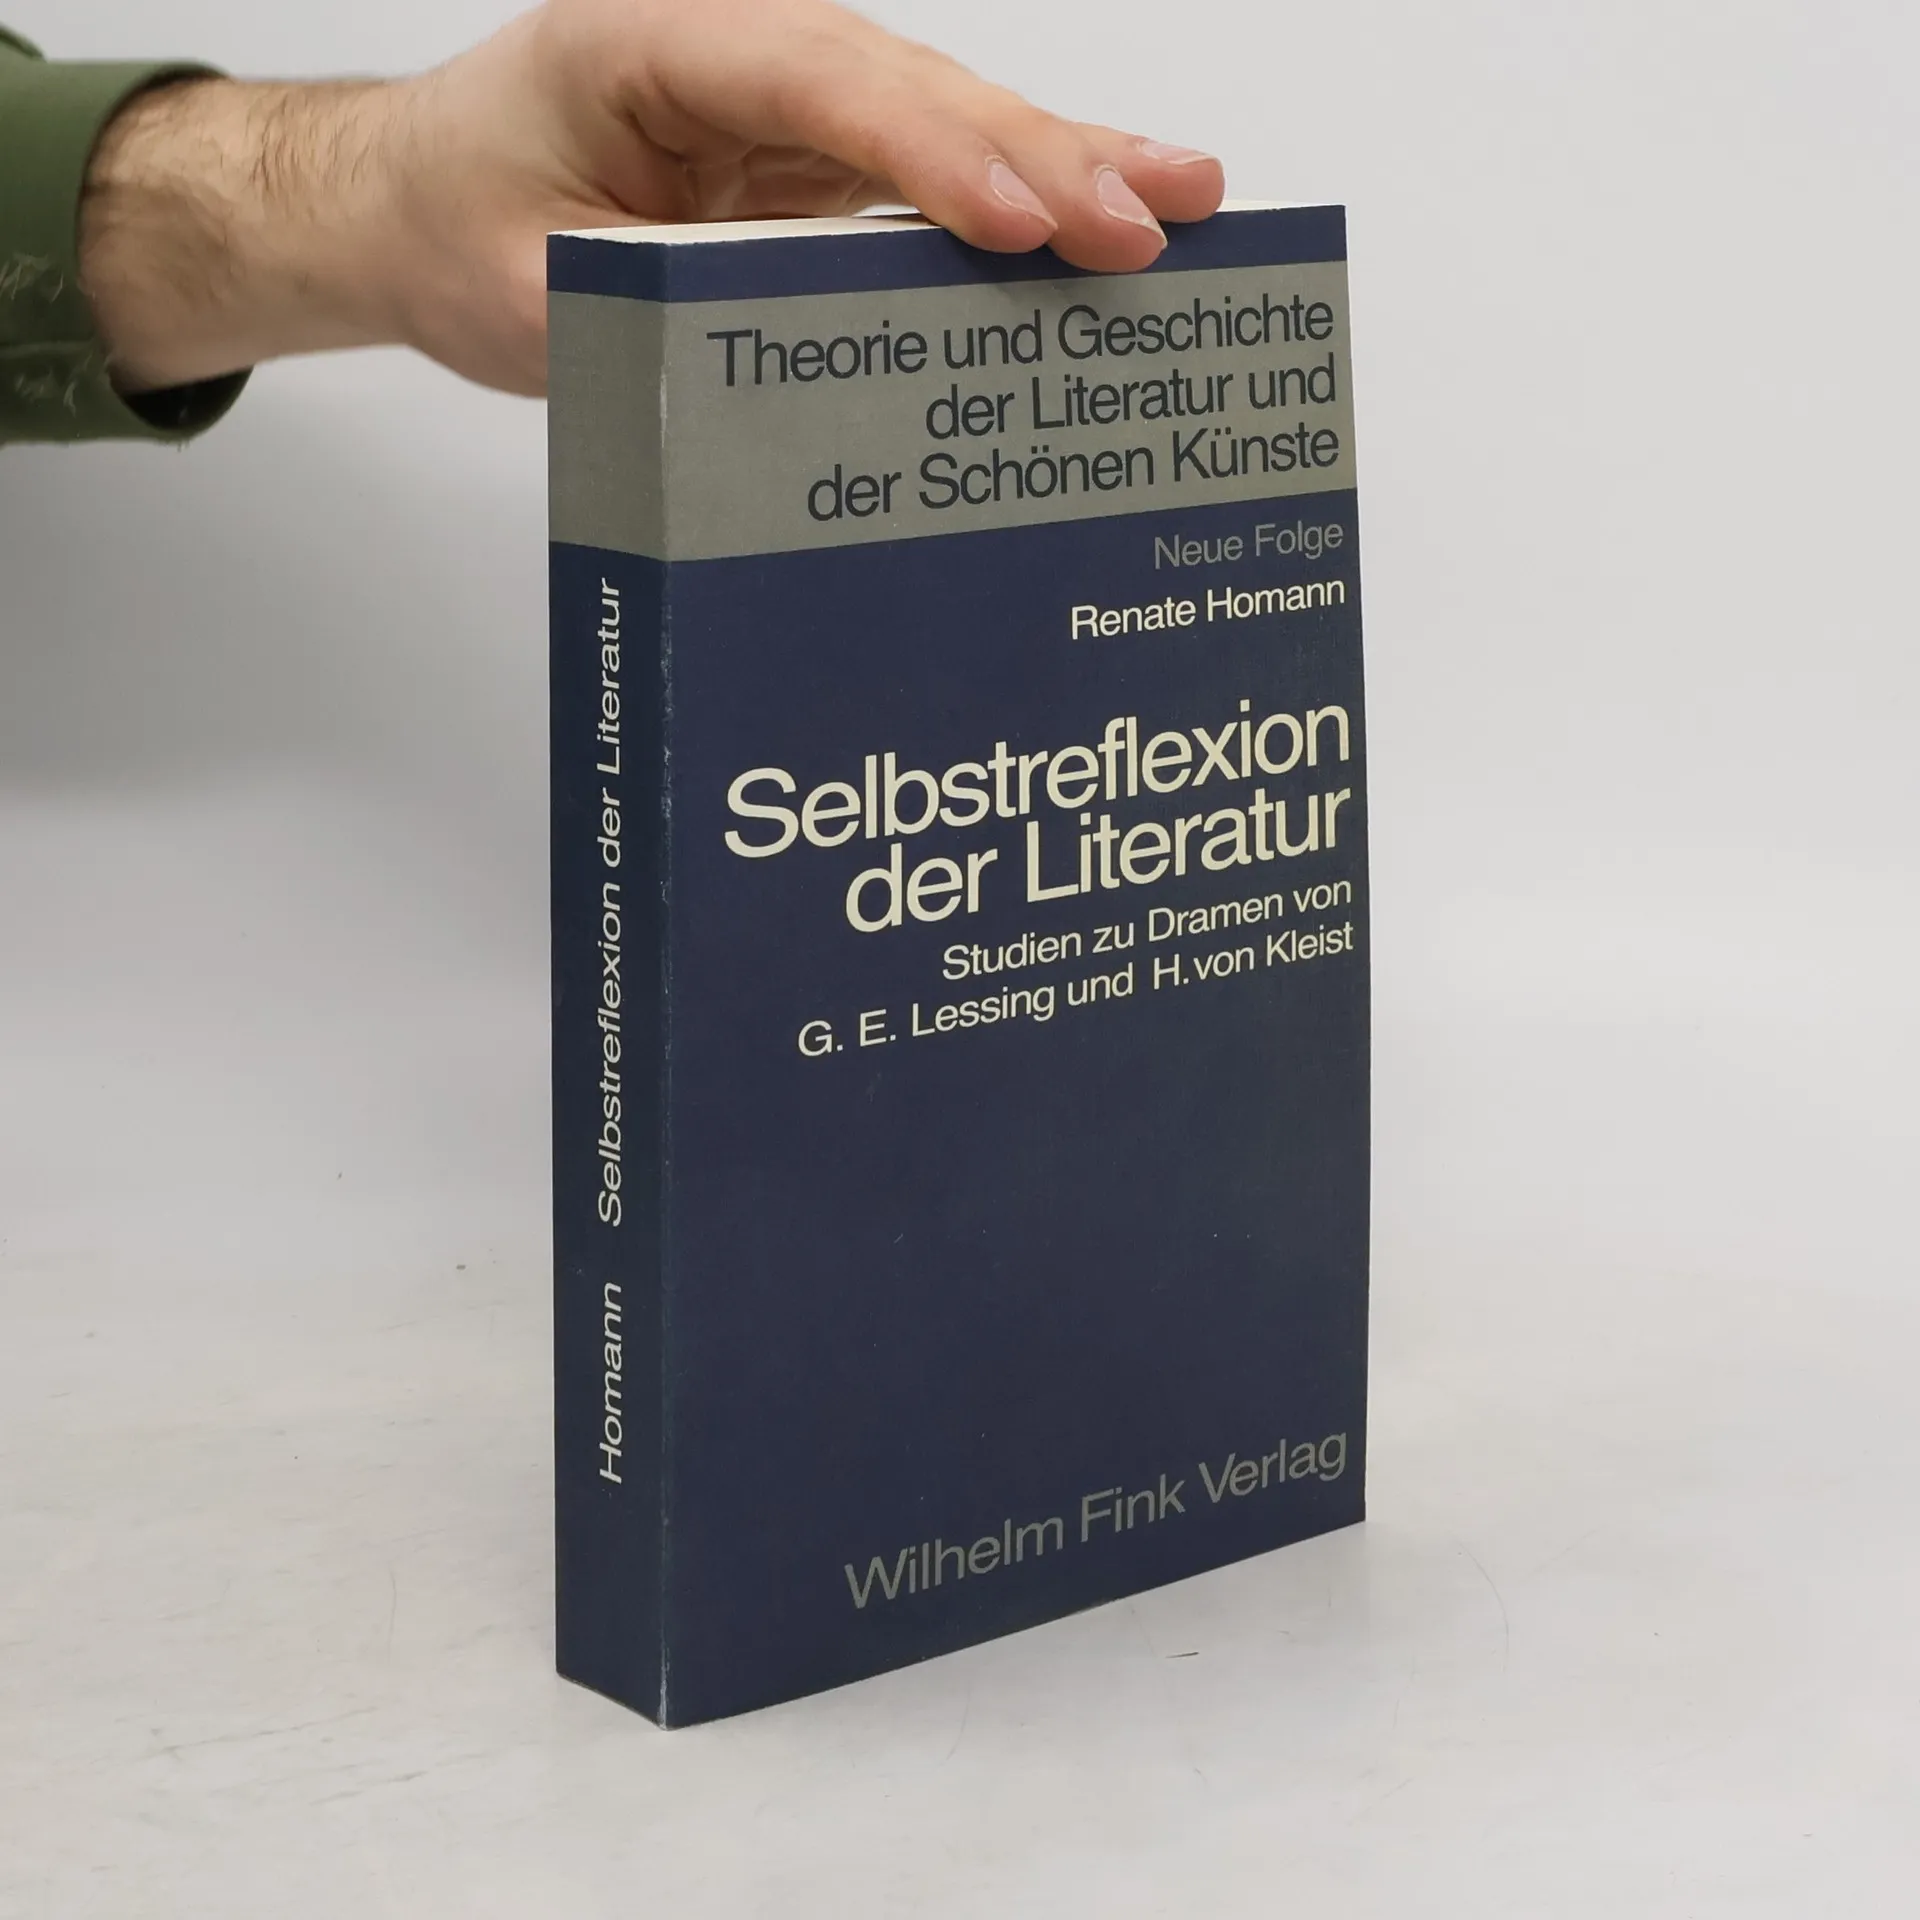 Theorie und Geschichte
der Literatur und
der Schönen Künste
Neue Folge
Renate Homann
Selbstreflexion
der Literatur
Studien zu Dramen von
G. E. Lessing und H. von Kleist
Wilhelm Fink Verlag
Homann Selbstreflexion der Literatur